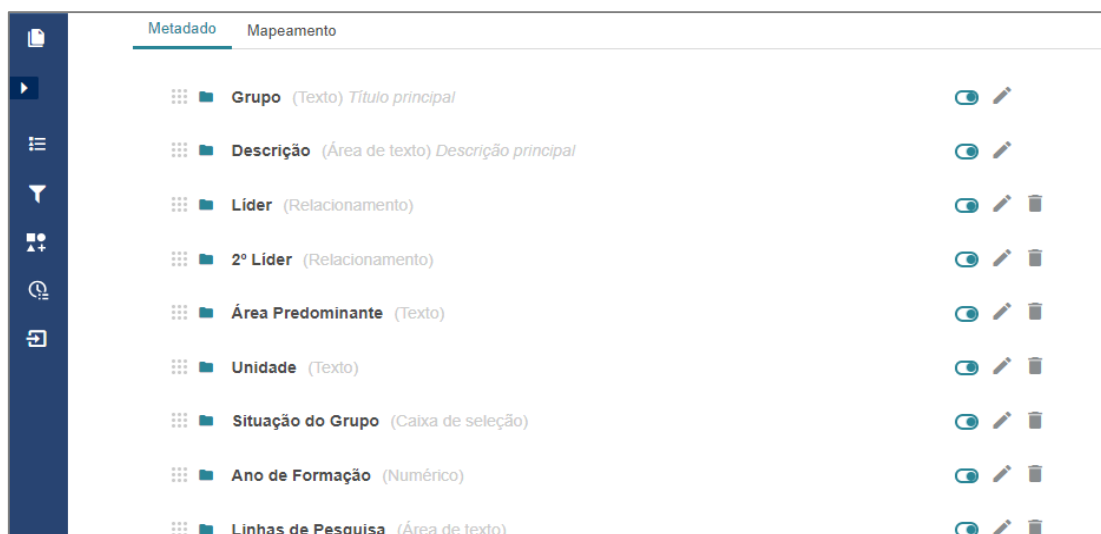 Metadado Mapeamento
Grupo (Texto) Título principal
Descrição (Área de texto) Descrição principal
Líder (Relacionamento)
2º Líder (Relacionamento)
Área Predominante (Texto)
Unidade (Texto)
Situação do Grupo (Caixa de seleção)
Ano de Formação (Numérico)
Linhas de Pesquisa (Área de texto)